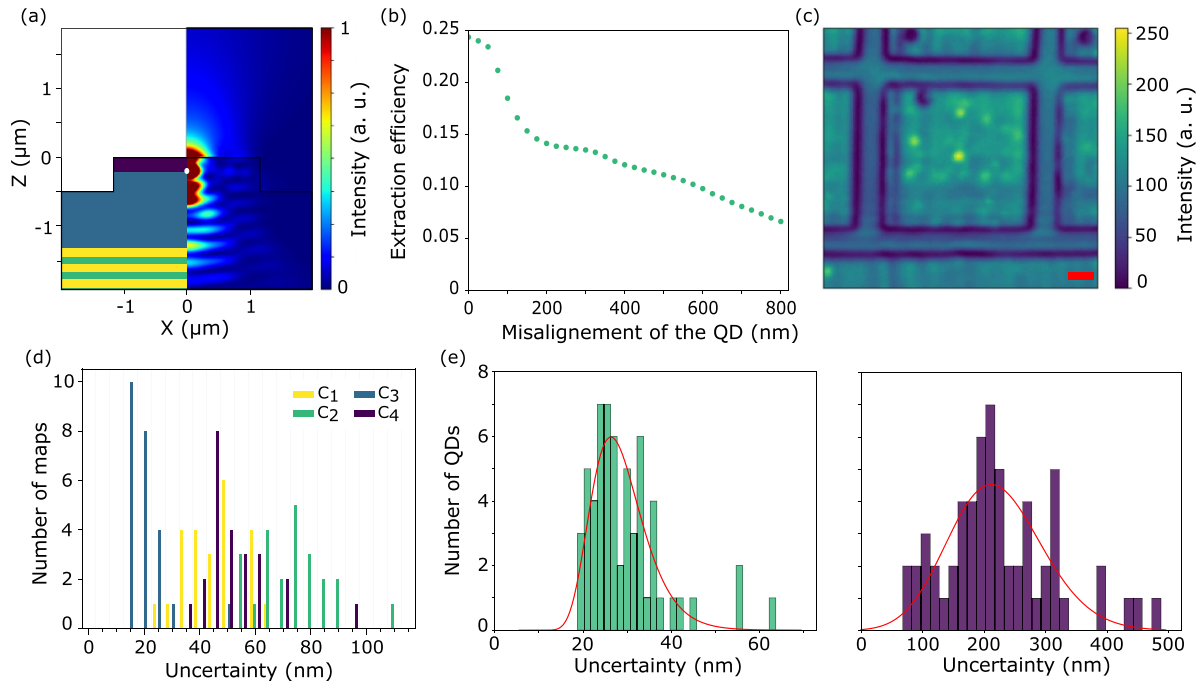 (a)
Z (µm)
1
0
-1
-1
0
1
X (µm)
1
0
Intensity (a. u.)
(b)
Extraction efficiency
0.25
0.20
0.15
0.10
0.05
0
0
200
400
600
800
Misalignement of the QD (nm)
(c)
250
200
150
100
50
0
Intensity (a. u.)
(d)
Number of maps
10
8
6
4
2
0
0
20
40
60
80
100
Uncertainty (nm)
C1
C3
C2
C4
(e)
Number of QDs
8
6
4
2
0
0
20
40
60
Uncertainty (nm)
0
100
200
300
400
500
Uncertainty (nm)